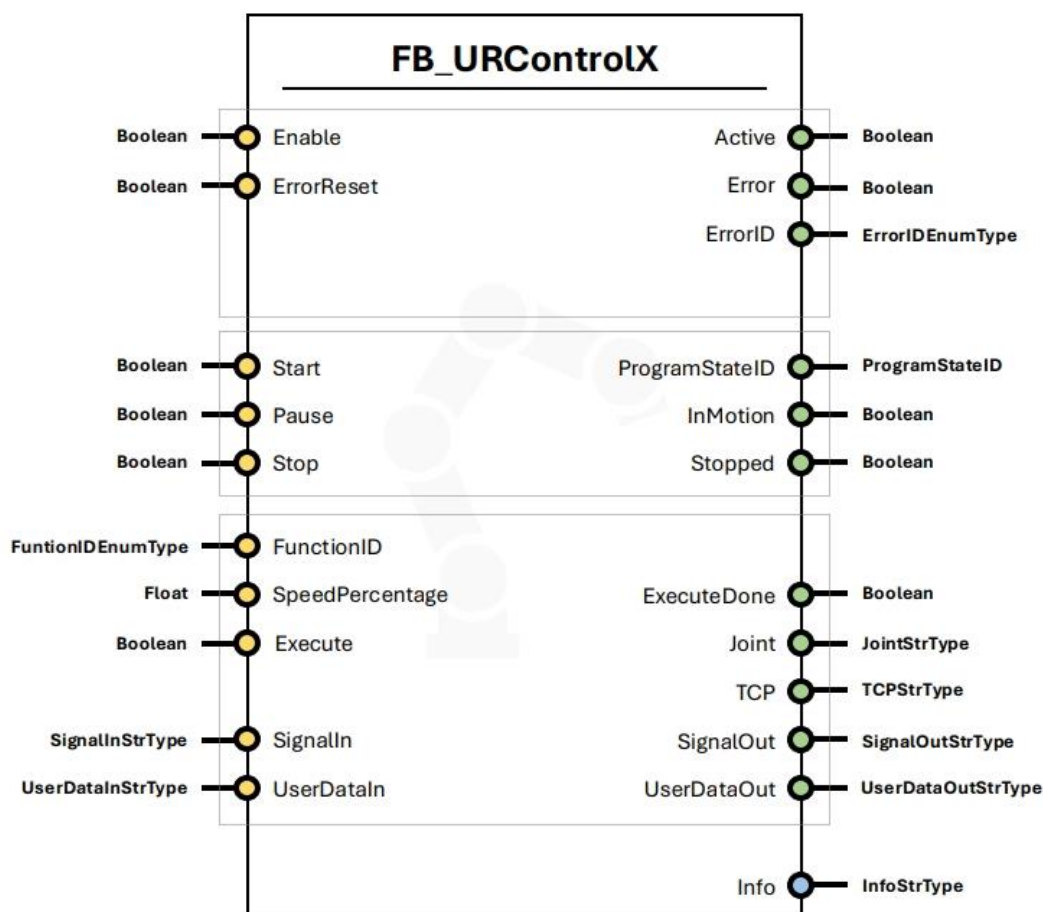 FB_URControlX
Boolean Enable Active Boolean
Boolean ErrorReset Error Boolean
ErrorID ErrorIDEnumType
Boolean Start ProgramStateID ProgramStateID
Boolean Pause InMotion Boolean
Boolean Stop Stopped Boolean
FuntionIDEnumType FunctionID
Float SpeedPercentage ExecuteDone Boolean
Boolean Execute Joint JointStrType
TCP TCPStrType
SignalInStrType SignalIn SignalOut SignalOutStrType
UserDataInStrType UserDataIn UserDataOut UserDataOutStrType
Info InfoStrType